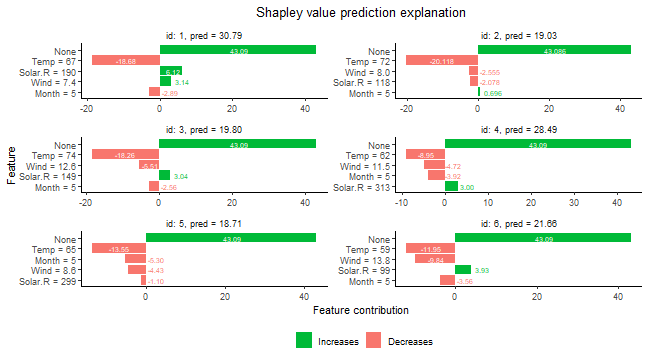 Shapley value prediction explanation
id: 1, pred = 30.79
None 43.09
Temp = 67 -18.68
Solar.R = 190 6.12
Wind = 7.4 3.14
Month = 5 -2.89
-20 0 20 40
id: 2, pred = 19.03
None 43.086
Temp = 72 -20.118
Wind = 8.0 -2.555
Solar.R = 118 -2.078
Month = 5 0.696
-20 0 20 40
id: 3, pred = 19.80
None 43.09
Temp = 74 -18.26
Wind = 12.6 -5.51
Solar.R = 149 3.04
Month = 5 -2.56
-20 0 20 40
id: 4, pred = 28.49
None 43.09
Temp = 62 -8.95
Wind = 11.5 -4.72
Month = 5 -3.92
Solar.R = 313 3.00
-10 0 10 20 30 40
id: 5, pred = 18.71
None 43.09
Temp = 65 -13.55
Month = 5 -5.30
Wind = 8.6 -4.43
Solar.R = 299 -1.10
0 20 40
id: 6, pred = 21.66
None 43.09
Temp = 59 -11.95
Wind = 13.8 -9.84
Solar.R = 99 3.93
Month = 5 -3.56
0 20 40
Feature
Feature contribution
Increases Decreases